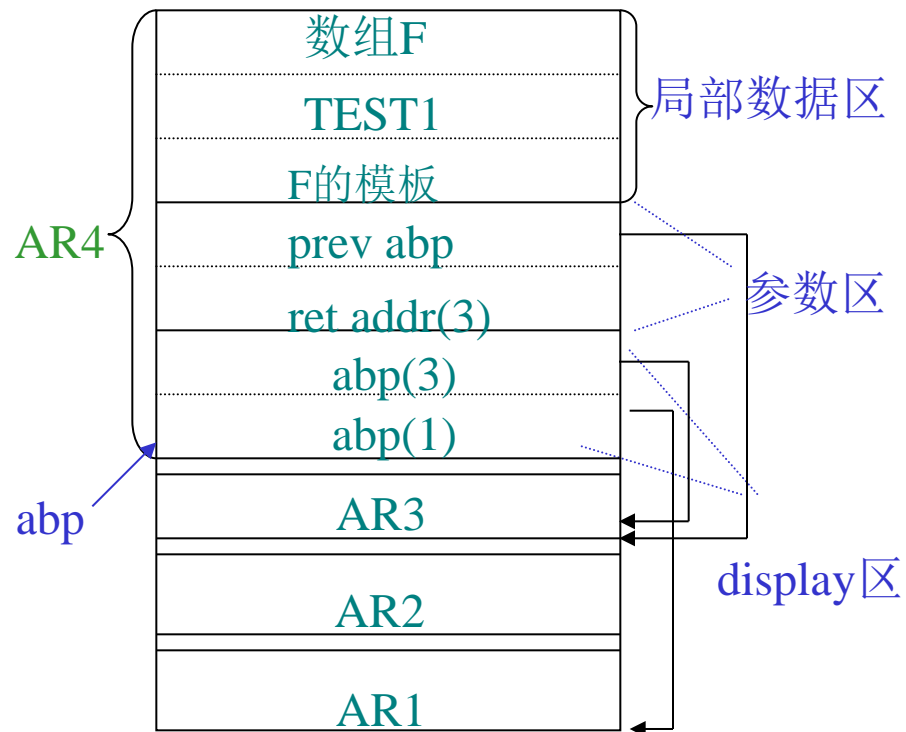 数组F
TEST1
局部数据区
F的模板
AR4
prev abp
参数区
ret addr(3)
abp(3)
abp(1)
abp
AR3
display区
AR2
AR1